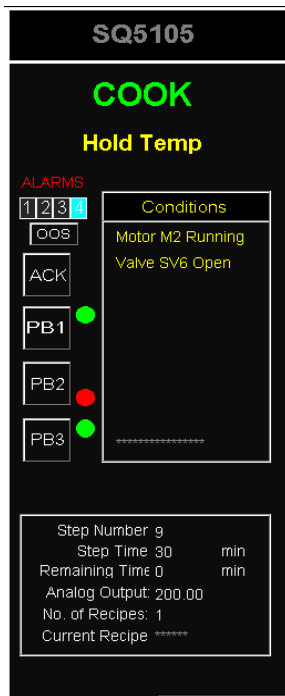 SQ5105
COOK
Hold Temp
ALARMS
1 2 3 4
OOS
ACK
PB1
PB2
PB3
Conditions
Motor M2 Running
Valve SV6 Open
***************
Step Number 9
Step Time 30 min
Remaining Time 0 min
Analog Output: 200.00
No. of Recipes: 1
Current Recipe ******